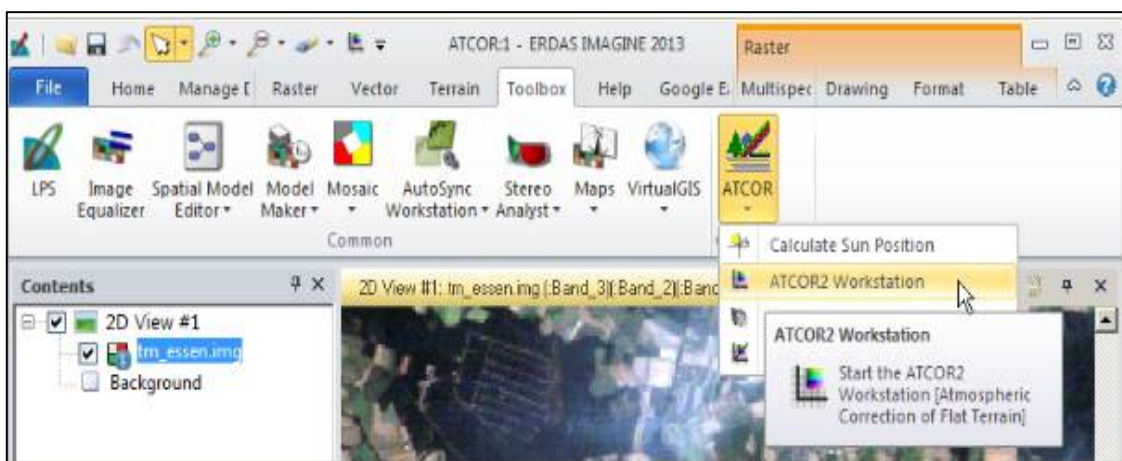 ATCOR:1 - ERDAS IMAGINE 2013 Raster
File Home Manage D Raster Vector Terrain Toolbox Help Google E Multispec Drawing Format Table
LPS Image Equalizer Spatial Model Editor Model Maker Mosaic AutoSync Workstation Stereo Analyst Maps VirtualGIS ATCOR
Common
Calculate Sun Position
Contents 2D View #1: tm_essen.img (:Band_3)(:Band_2)(:Band ATCOR2 Workstation
2D View #1
tm_essen.img
Background
ATCOR2 Workstation
Start the ATCOR2
Workstation [Atmospheric
Correction of Flat Terrain]